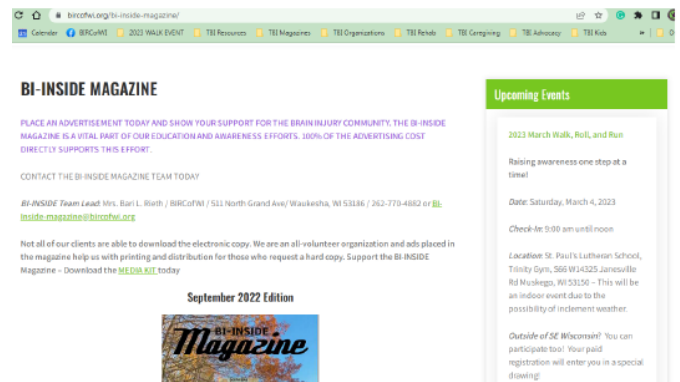 bircofwi.org/bi-inside-magazine/
Calender BIRCofWI 2023 WALK EVENT TBI Resources TBI Magazines TBI Organizations TBI Rehab TBI Caregiving TBI Advocacy TBI Kids
BI-INSIDE MAGAZINE
PLACE AN ADVERTISEMENT TODAY AND SHOW YOUR SUPPORT FOR THE BRAIN INJURY COMMUNITY. THE BI-INSIDE
MAGAZINE IS A VITAL PART OF OUR EDUCATION AND AWARENESS EFFORTS. 100% OF THE ADVERTISING COST
DIRECTLY SUPPORTS THIS EFFORT.
CONTACT THE BI-INSIDE MAGAZINE TEAM TODAY
BI-INSIDE Team Lead: Mrs. Bari L. Rieth / BIRCofWI / 511 North Grand Ave/ Waukesha, WI 53186 / 262-770-4882 or BI-
Inside-magazine@bircofwi.org
Not all of our clients are able to download the electronic copy. We are an all-volunteer organization and ads placed in
the magazine help us with printing and distribution for those who request a hard copy. Support the BI-INSIDE
Magazine – Download the MEDIA KIT today
September 2022 Edition
BI-INSIDE
Magazine
Upcoming Events
2023 March Walk, Roll, and Run
Raising awareness one step at a
time!
Date: Saturday, March 4, 2023
Check-In: 9:00 am until noon
Location: St. Paul's Lutheran School,
Trinity Gym, 566 W14325 Janesville
Rd Muskego, WI 53150 – This will be
an indoor event due to the
possibility of inclement weather.
Outside of SE Wisconsin? You can
participate too! Your paid
registration will enter you in a special
drawing!